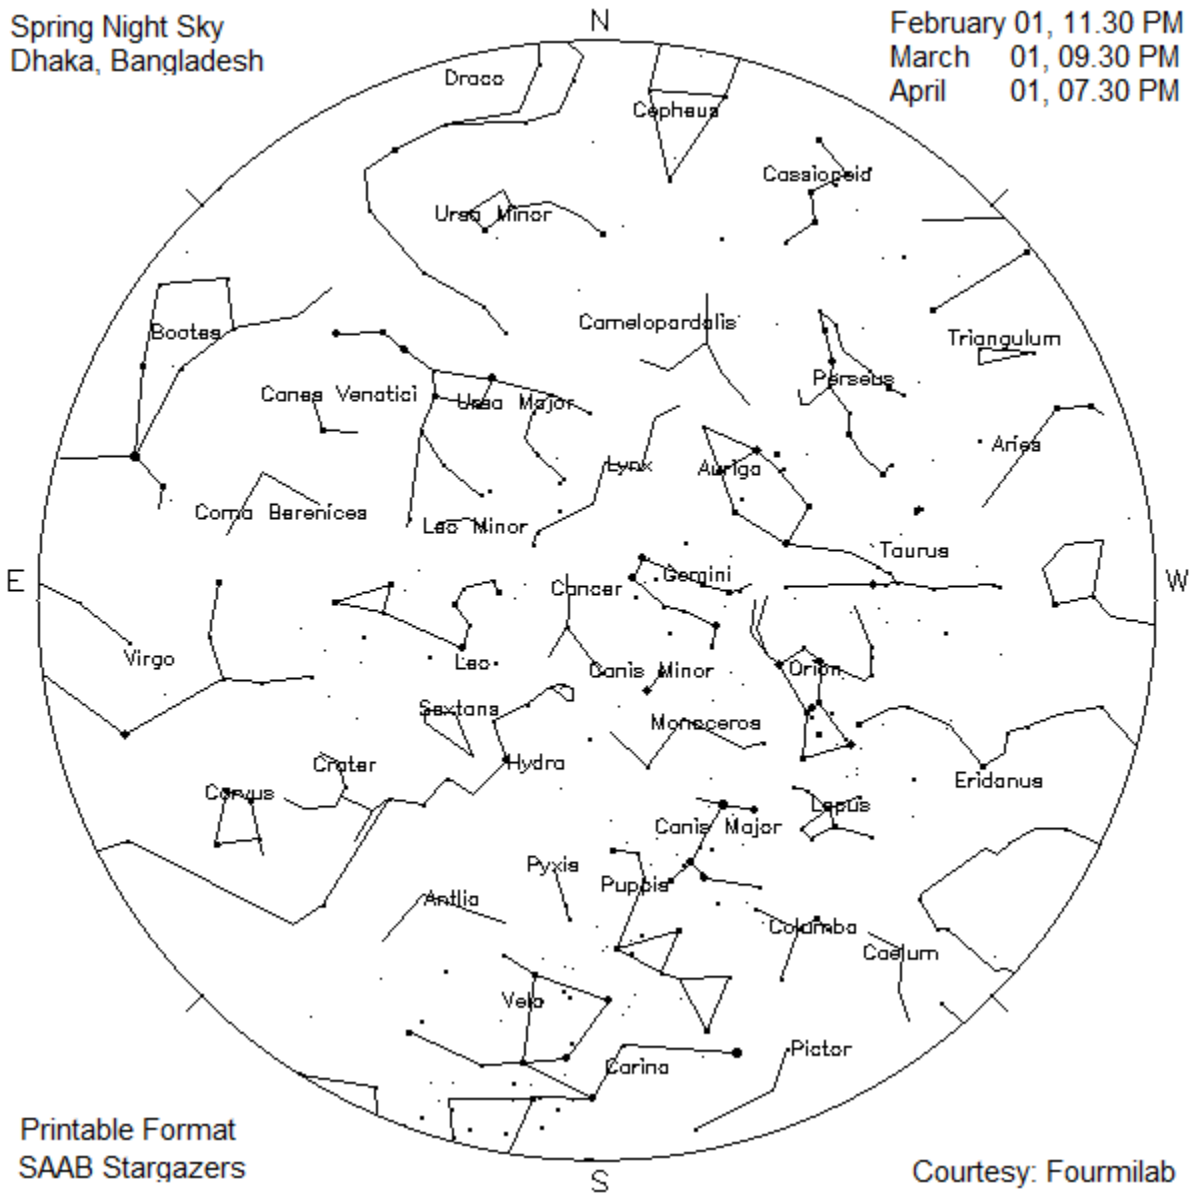 Spring Night Sky
Dhaka, Bangladesh
February 01, 11.30 PM
March 01, 09.30 PM
April 01, 07.30 PM
N
Draco
Cepheus
Cassiopeia
Ursa Minor
Camelopardalis
Bootes
Triangulum
Perseus
Canes Venatici
Ursa Major
Aries
Lynx
Auriga
Coma Berenices
Leo Minor
Taurus
E
Cancer
Gemini
W
Virgo
Leo
Canis Minor
Orion
Sextans
Monoceros
Crater
Hydra
Eridanus
Corvus
Lepus
Canis Major
Pyxis
Puppis
Antlia
Columba
Caelum
Vela
Carina
Pictor
Printable Format
SAAB Stargazers
S
Courtesy: Fourmilab